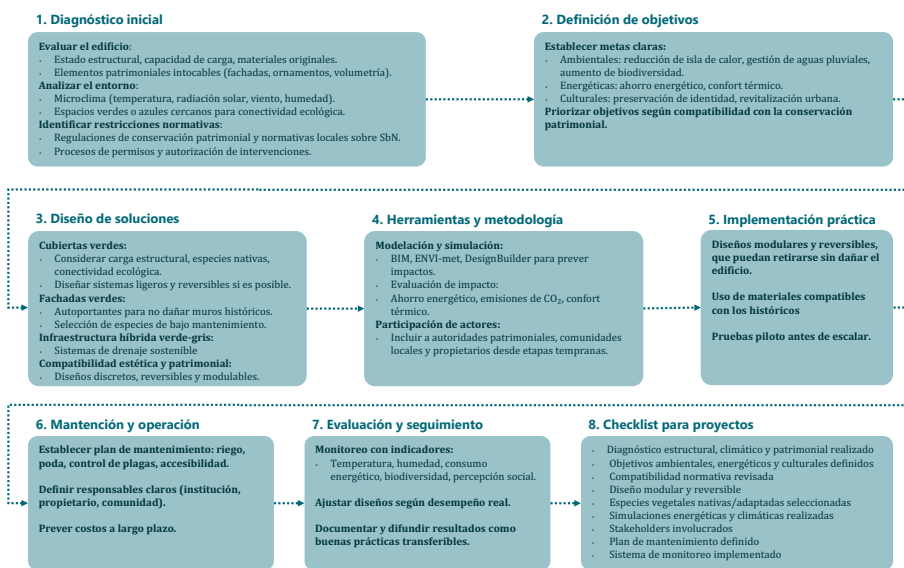 1. Diagnóstico inicial
Evaluar el edificio:
· Estado estructural, capacidad de carga, materiales originales.
· Elementos patrimoniales intocables (fachadas, ornamentos, volumetría).
Analizar el entorno:
· Microclima (temperatura, radiación solar, viento, humedad).
· Espacios verdes o azules cercanos para conectividad ecológica.
Identificar restricciones normativas:
· Regulaciones de conservación patrimonial y normativas locales sobre SbN.
· Procesos de permisos y autorización de intervenciones.
2. Definición de objetivos
Establecer metas claras:
· Ambientales: reducción de isla de calor, gestión de aguas pluviales,
aumento de biodiversidad.
· Energéticas: ahorro energético, confort térmico.
· Culturales: preservación de identidad, revitalización urbana.
Priorizar objetivos según compatibilidad con la conservación
patrimonial.
3. Diseño de soluciones
Cubiertas verdes:
· Considerar carga estructural, especies nativas,
conectividad ecológica.
· Diseñar sistemas ligeros y reversibles si es posible.
Fachadas verdes:
· Autoportantes para no dañar muros históricos.
· Selección de especies de bajo mantenimiento.
Infraestructura híbrida verde-gris:
· Sistemas de drenaje sostenible
Compatibilidad estética y patrimonial:
· Diseños discretos, reversibles y modulables.
4. Herramientas y metodología
Modelación y simulación:
· BIM, ENVI-met, DesignBuilder para prever
impactos.
· Evaluación de impacto:
· Ahorro energético, emisiones de CO₂, confort
térmico.
Participación de actores:
· Incluir a autoridades patrimoniales, comunidades
locales y propietarios desde etapas tempranas.
5. Implementación práctica
Diseños modulares y reversibles,
que puedan retirarse sin dañar el
edificio.
Uso de materiales compatibles
con los históricos
Pruebas piloto antes de escalar.
6. Mantención y operación
Establecer plan de mantenimiento: riego,
poda, control de plagas, accesibilidad.
Definir responsables claros (institución,
propietario, comunidad).
Prever costos a largo plazo.
7. Evaluación y seguimiento
Monitoreo con indicadores:
· Temperatura, humedad, consumo
energético, biodiversidad, percepción social.
Ajustar diseños según desempeño real.
Documentar y difundir resultados como
buenas prácticas transferibles.
8. Checklist para proyectos
· Diagnóstico estructural, climático y patrimonial realizado
· Objetivos ambientales, energéticos y culturales definidos
· Compatibilidad normativa revisada
· Diseño modular y reversible
· Especies vegetales nativas/adaptadas seleccionadas
· Simulaciones energéticas y climáticas realizadas
· Stakeholders involucrados
· Plan de mantenimiento definido
· Sistema de monitoreo implementado